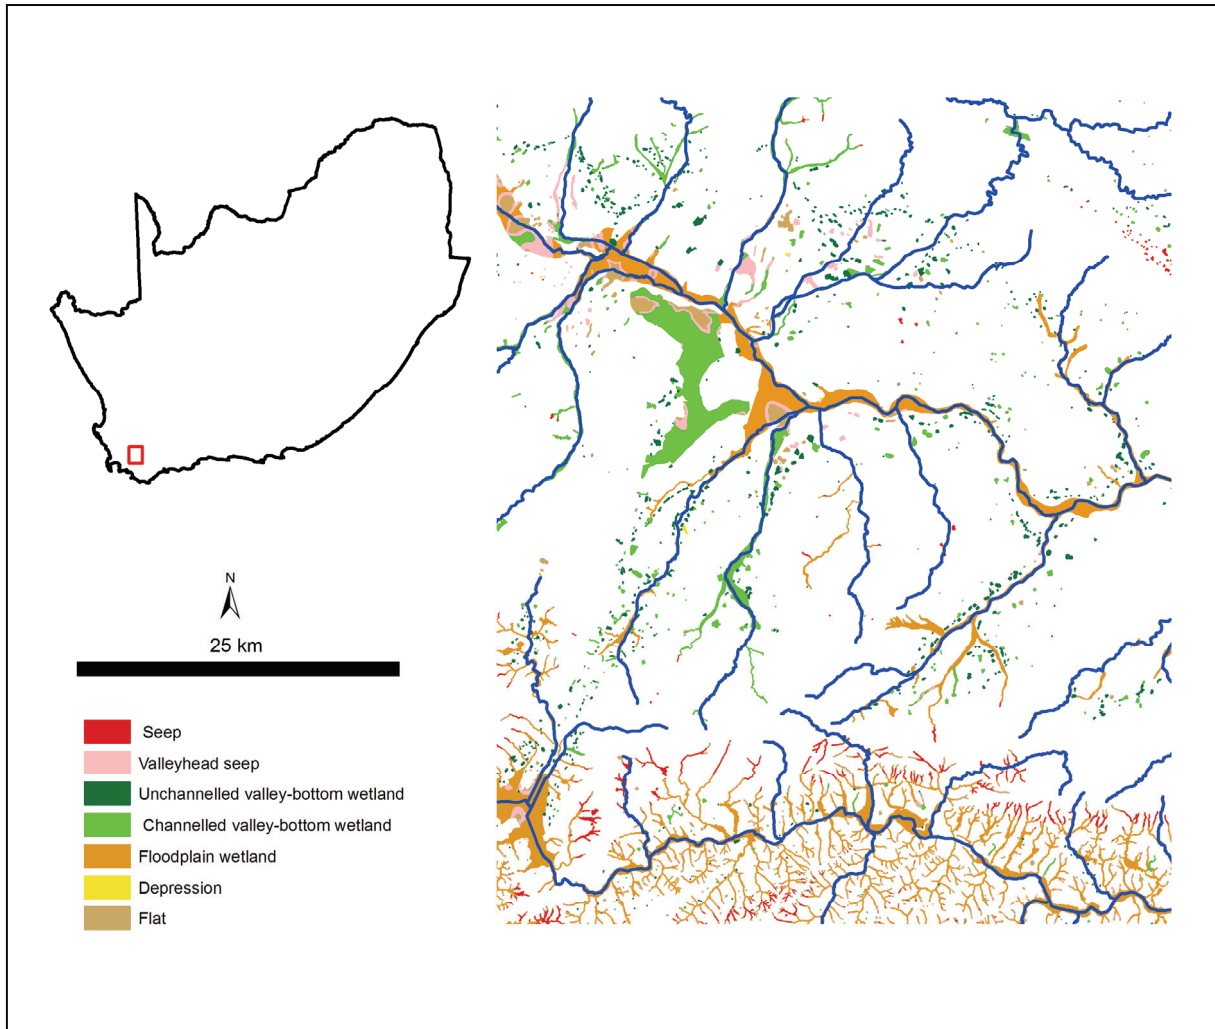 N
25 km
Seep
Valleyhead seep
Unchannelled valley-bottom wetland
Channelled valley-bottom wetland
Floodplain wetland
Depression
Flat